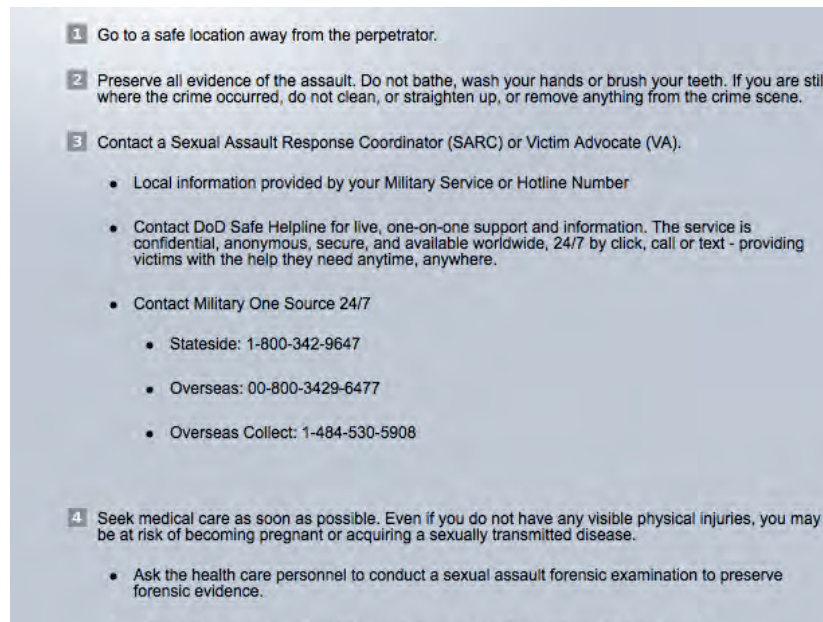 1 Go to a safe location away from the perpetrator.
2 Preserve all evidence of the assault. Do not bathe, wash your hands or brush your teeth. If you are stil
where the crime occurred, do not clean, or straighten up, or remove anything from the crime scene.
3 Contact a Sexual Assault Response Coordinator (SARC) or Victim Advocate (VA).
• Local information provided by your Military Service or Hotline Number
• Contact DoD Safe Helpline for live, one-on-one support and information. The service is
confidential, anonymous, secure, and available worldwide, 24/7 by click, call or text - providing
victims with the help they need anytime, anywhere.
• Contact Military One Source 24/7
• Stateside: 1-800-342-9647
• Overseas: 00-800-3429-6477
• Overseas Collect: 1-484-530-5908
4 Seek medical care as soon as possible. Even if you do not have any visible physical injuries, you may
be at risk of becoming pregnant or acquiring a sexually transmitted disease.
• Ask the health care personnel to conduct a sexual assault forensic examination to preserve
forensic evidence.